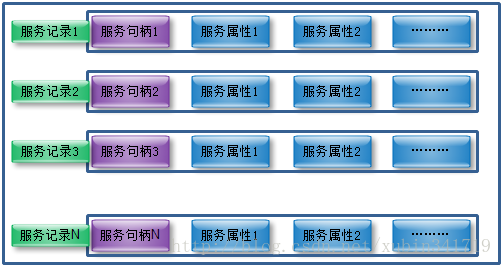 服务记录1 服务句柄1 服务属性1 服务属性2 ………
服务记录2 服务句柄2 服务属性1 服务属性2 ………
服务记录3 服务句柄3 服务属性1 服务属性2 ………
服务记录N 服务句柄N 服务属性1 服务属性2 ………
http://blog.csdn.net/xubin341719